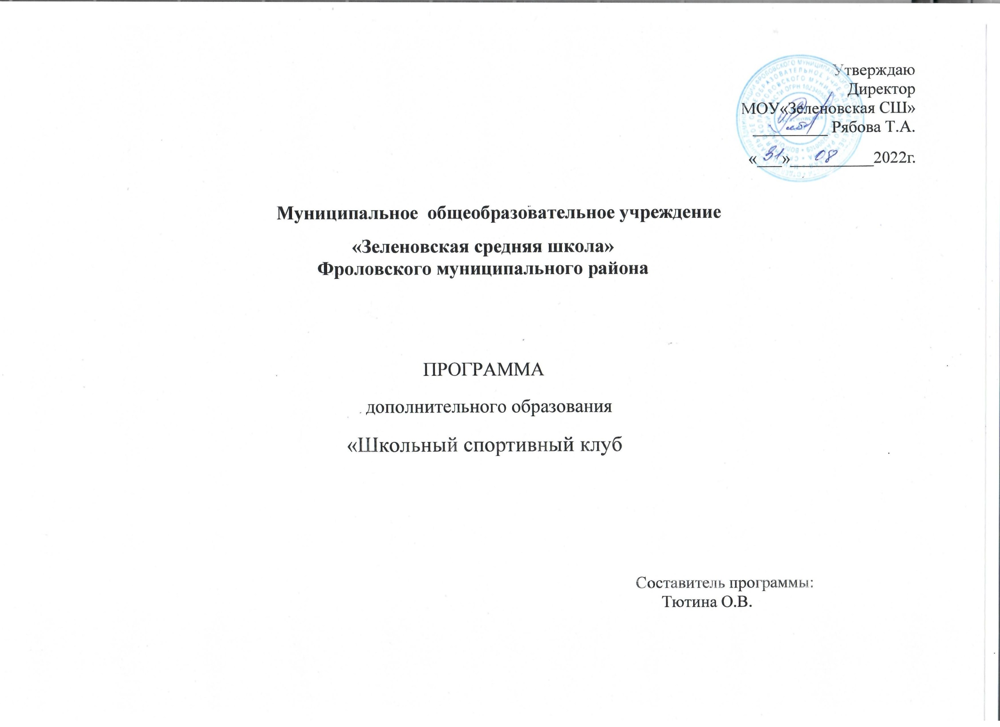 Утверждаю
Директор
МОУ«Зеленовская СШ»
_________ Рябова Т.А.
«31» 08 2022г.
Муниципальное общеобразовательное учреждение
«Зеленовская средняя школа»
Фроловского муниципального района
ПРОГРАММА
дополнительного образования
«Школьный спортивный клуб
Составитель программы:
Тютина О.В.